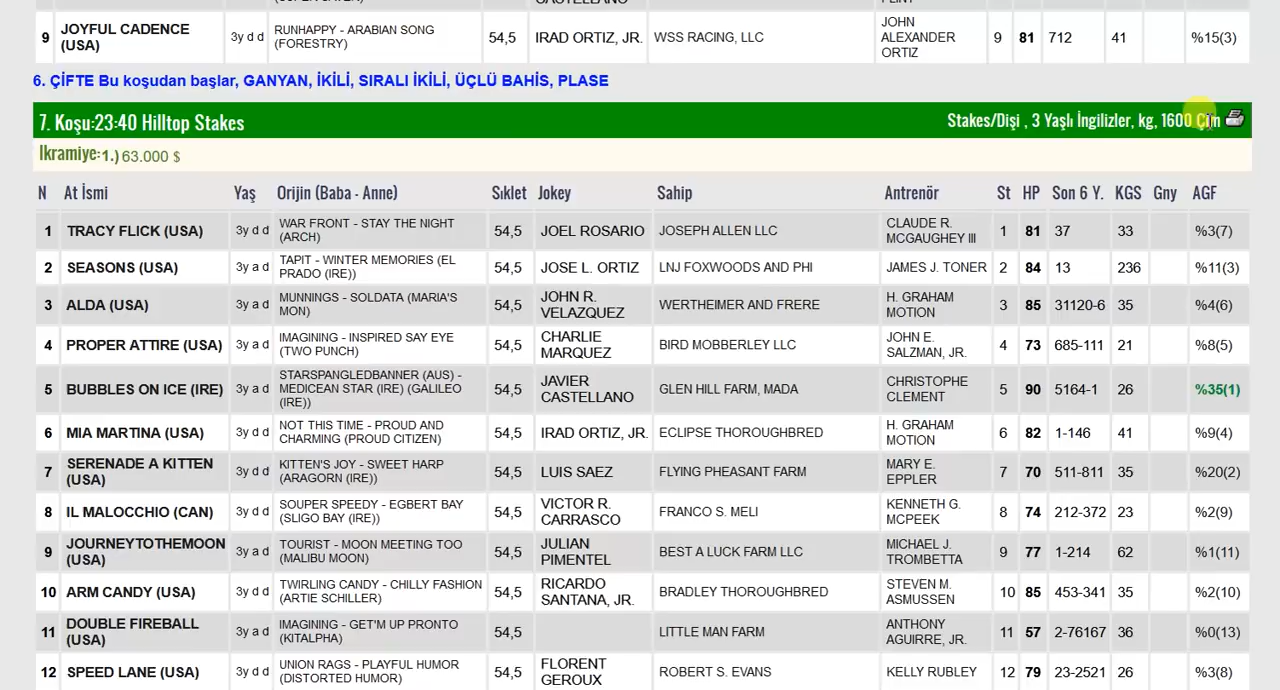 CASTELLANO
9 JOYFUL CADENCE (USA) 3y d d RUNHAPPY - ARABIAN SONG (FORESTRY) 54,5 IRAD ORTIZ, JR. WSS RACING, LLC JOHN ALEXANDER ORTIZ 9 81 712 41 %15(3)
6. ÇİFTE Bu koşudan başlar, GANYAN, İKİLİ, SIRALI İKİLİ, ÜÇLÜ BAHİS, PLASE
7. Koşu:23:40 Hilltop Stakes Stakes/Dişi , 3 Yaşlı İngilizler, kg, 1600 Çim
Ikramiye:1.) 63.000 $
N At İsmi Yaş Orijin (Baba - Anne) Sıklet Jokey Sahip Antrenör St HP Son 6 Y. KGS Gny AGF
1 TRACY FLICK (USA) 3y d d WAR FRONT - STAY THE NIGHT (ARCH) 54,5 JOEL ROSARIO JOSEPH ALLEN LLC CLAUDE R. MCGAUGHEY III 1 81 37 33 %3(7)
2 SEASONS (USA) 3y a d TAPIT - WINTER MEMORIES (EL PRADO (IRE)) 54,5 JOSE L. ORTIZ LNJ FOXWOODS AND PHI JAMES J. TONER 2 84 13 236 %11(3)
3 ALDA (USA) 3y a d MUNNINGS - SOLDATA (MARIA'S MON) 54,5 JOHN R. VELAZQUEZ WERTHEIMER AND FRERE H. GRAHAM MOTION 3 85 31120-6 35 %4(6)
4 PROPER ATTIRE (USA) 3y a d IMAGINING - INSPIRED SAY EYE (TWO PUNCH) 54,5 CHARLIE MARQUEZ BIRD MOBBERLEY LLC JOHN E. SALZMAN, JR. 4 73 685-111 21 %8(5)
5 BUBBLES ON ICE (IRE) 3y a d STARSPANGLEDBANNER (AUS) - MEDICEAN STAR (IRE) (GALILEO (IRE)) 54,5 JAVIER CASTELLANO GLEN HILL FARM, MADA CHRISTOPHE CLEMENT 5 90 5164-1 26 %35(1)
6 MIA MARTINA (USA) 3y d d NOT THIS TIME - PROUD AND CHARMING (PROUD CITIZEN) 54,5 IRAD ORTIZ, JR. ECLIPSE THOROUGHBRED H. GRAHAM MOTION 6 82 1-146 41 %9(4)
7 SERENADE A KITTEN (USA) 3y d d KITTEN'S JOY - SWEET HARP (ARAGORN (IRE)) 54,5 LUIS SAEZ FLYING PHEASANT FARM MARY E. EPPLER 7 70 511-811 35 %20(2)
8 IL MALOCCHIO (CAN) 3y d d SOUPER SPEEDY - EGBERT BAY (SLIGO BAY (IRE)) 54,5 VICTOR R. CARRASCO FRANCO S. MELI KENNETH G. MCPEEK 8 74 212-372 23 %2(9)
9 JOURNEYTOTHEMOON (USA) 3y a d TOURIST - MOON MEETING TOO (MALIBU MOON) 54,5 JULIAN PIMENTEL BEST A LUCK FARM LLC MICHAEL J. TROMBETTA 9 77 1-214 62 %1(11)
10 ARM CANDY (USA) 3y d d TWIRLING CANDY - CHILLY FASHION (ARTIE SCHILLER) 54,5 RICARDO SANTANA, JR. BRADLEY THOROUGHBRED STEVEN M. ASMUSSEN 10 85 453-341 35 %2(10)
11 DOUBLE FIREBALL (USA) 3y a d IMAGINING - GET'M UP PRONTO (KITALPHA) 54,5 LITTLE MAN FARM ANTHONY AGUIRRE, JR. 11 57 2-76167 36 %0(13)
12 SPEED LANE (USA) 3y d d UNION RAGS - PLAYFUL HUMOR (DISTORTED HUMOR) 54,5 FLORENT GEROUX ROBERT S. EVANS KELLY RUBLEY 12 79 23-2521 26 %3(8)